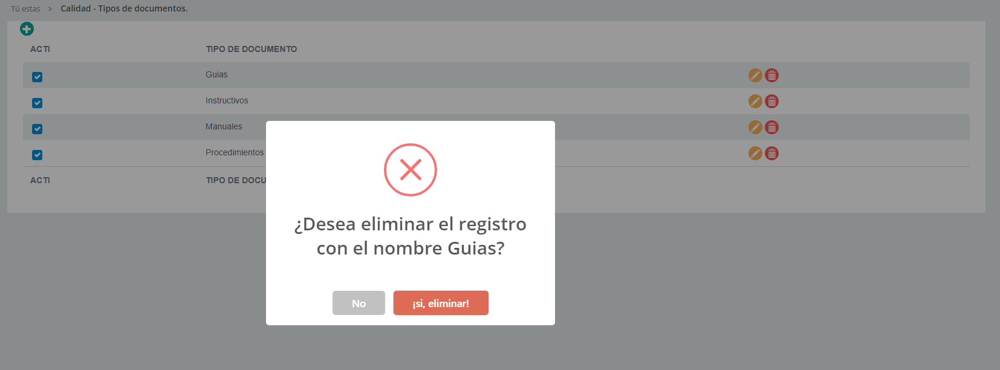 Tú estas > Calidad - Tipos de documentos.
ACTI TIPO DE DOCUMENTO
Guias
Instructivos
Manuales
Procedimientos
ACTI TIPO DE DOCU
¿Desea eliminar el registro
con el nombre Guias?
No ¡si, eliminar!